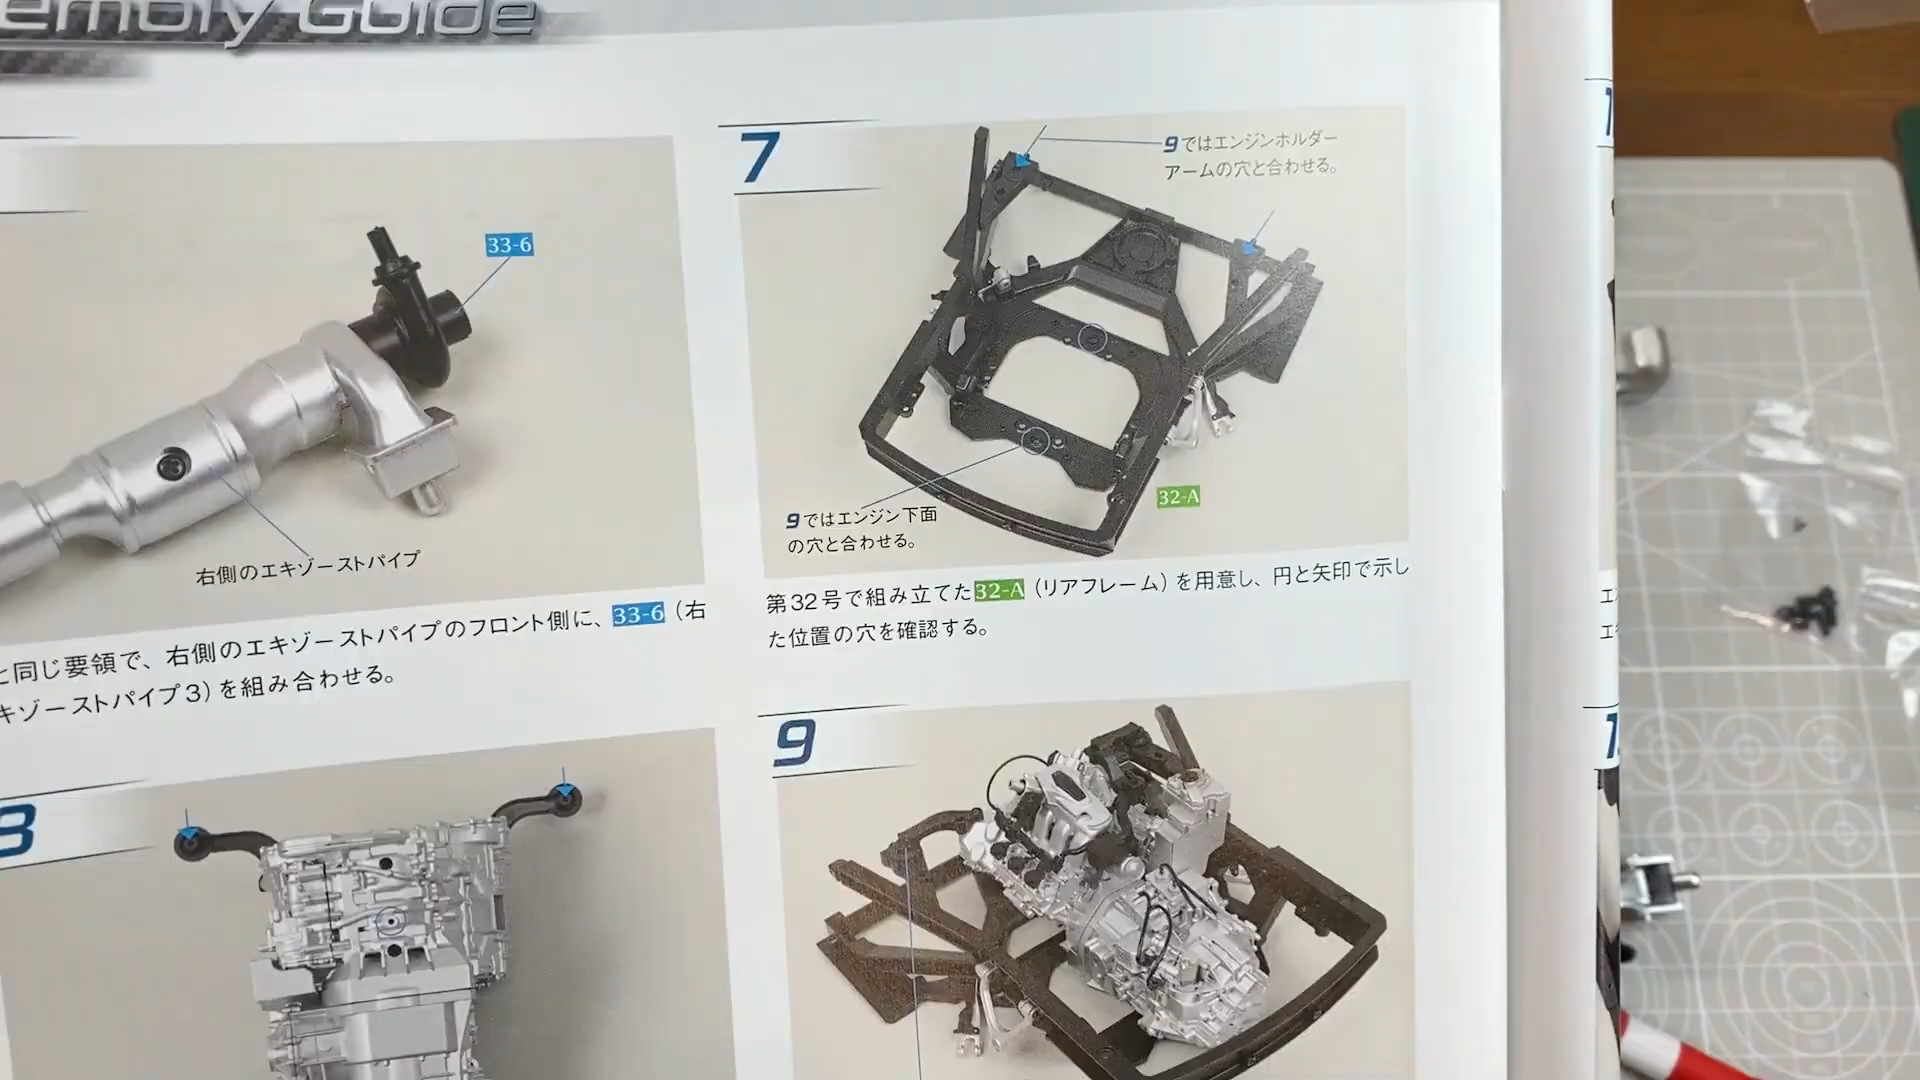 embly Guide
33-6
右側のエキゾーストパイプ
と同じ要領で、右側のエキゾーストパイプのフロント側に、33-6（右
キゾーストパイプ3）を組み合わせる。
7
9ではエンジンホルダー
アームの穴と合わせる。
9ではエンジン下面
の穴と合わせる。
32-A
第32号で組み立てた32-A（リアフレーム）を用意し、円と矢印で示し
た位置の穴を確認する。
8
9